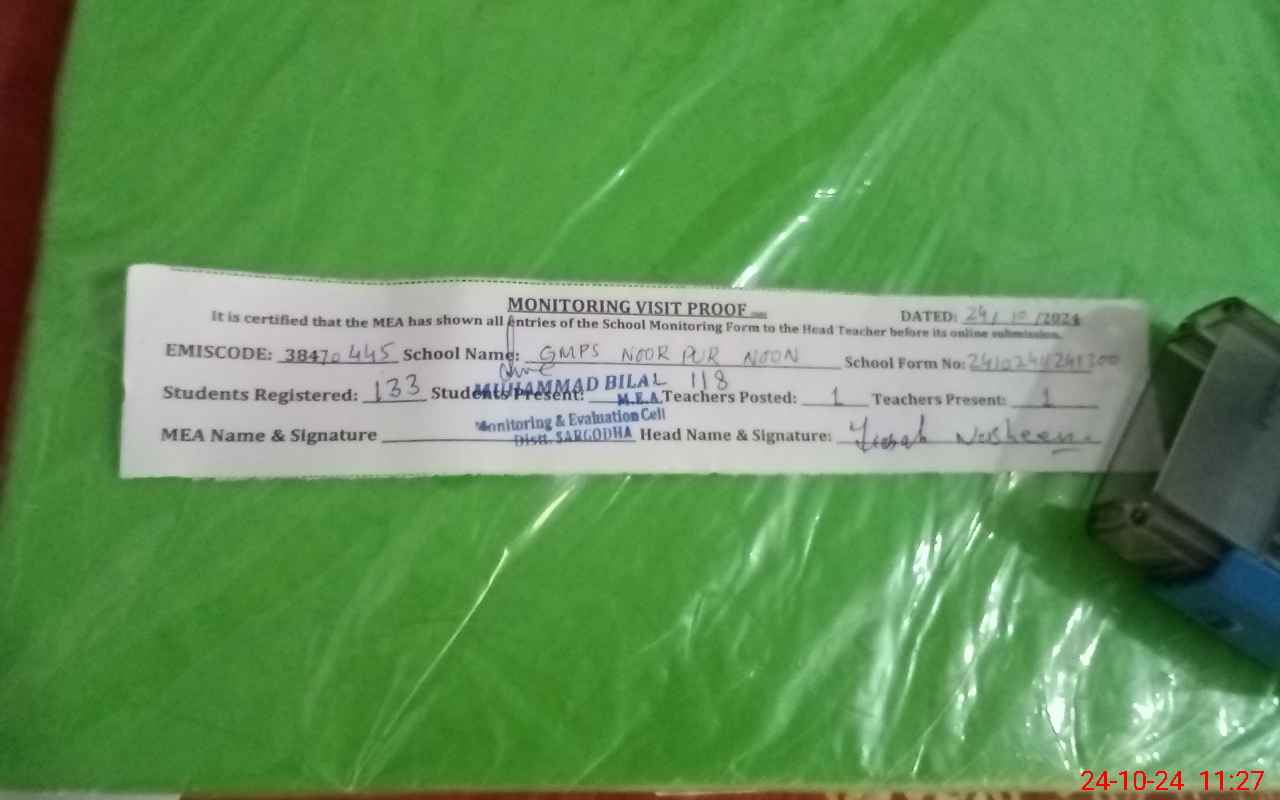 MONITORING VISIT PROOF
DATED: 24/10/2024
It is certified that the MEA has shown all entries of the School Monitoring Form to the Head Teacher before its online submission.
EMISCODE: 38470445 School Name: GMPS NOOR PUR NOON School Form No:
Students Registered: 133 Students Present: 118 Teachers Posted: 1 Teachers Present: 1
MUHAMMAD BILAL
M.E.A
Monitoring & Evaluation Cell
Distt. SARGODHA
MEA Name & Signature Head Name & Signature: Nosheen
24-10-24 11:27